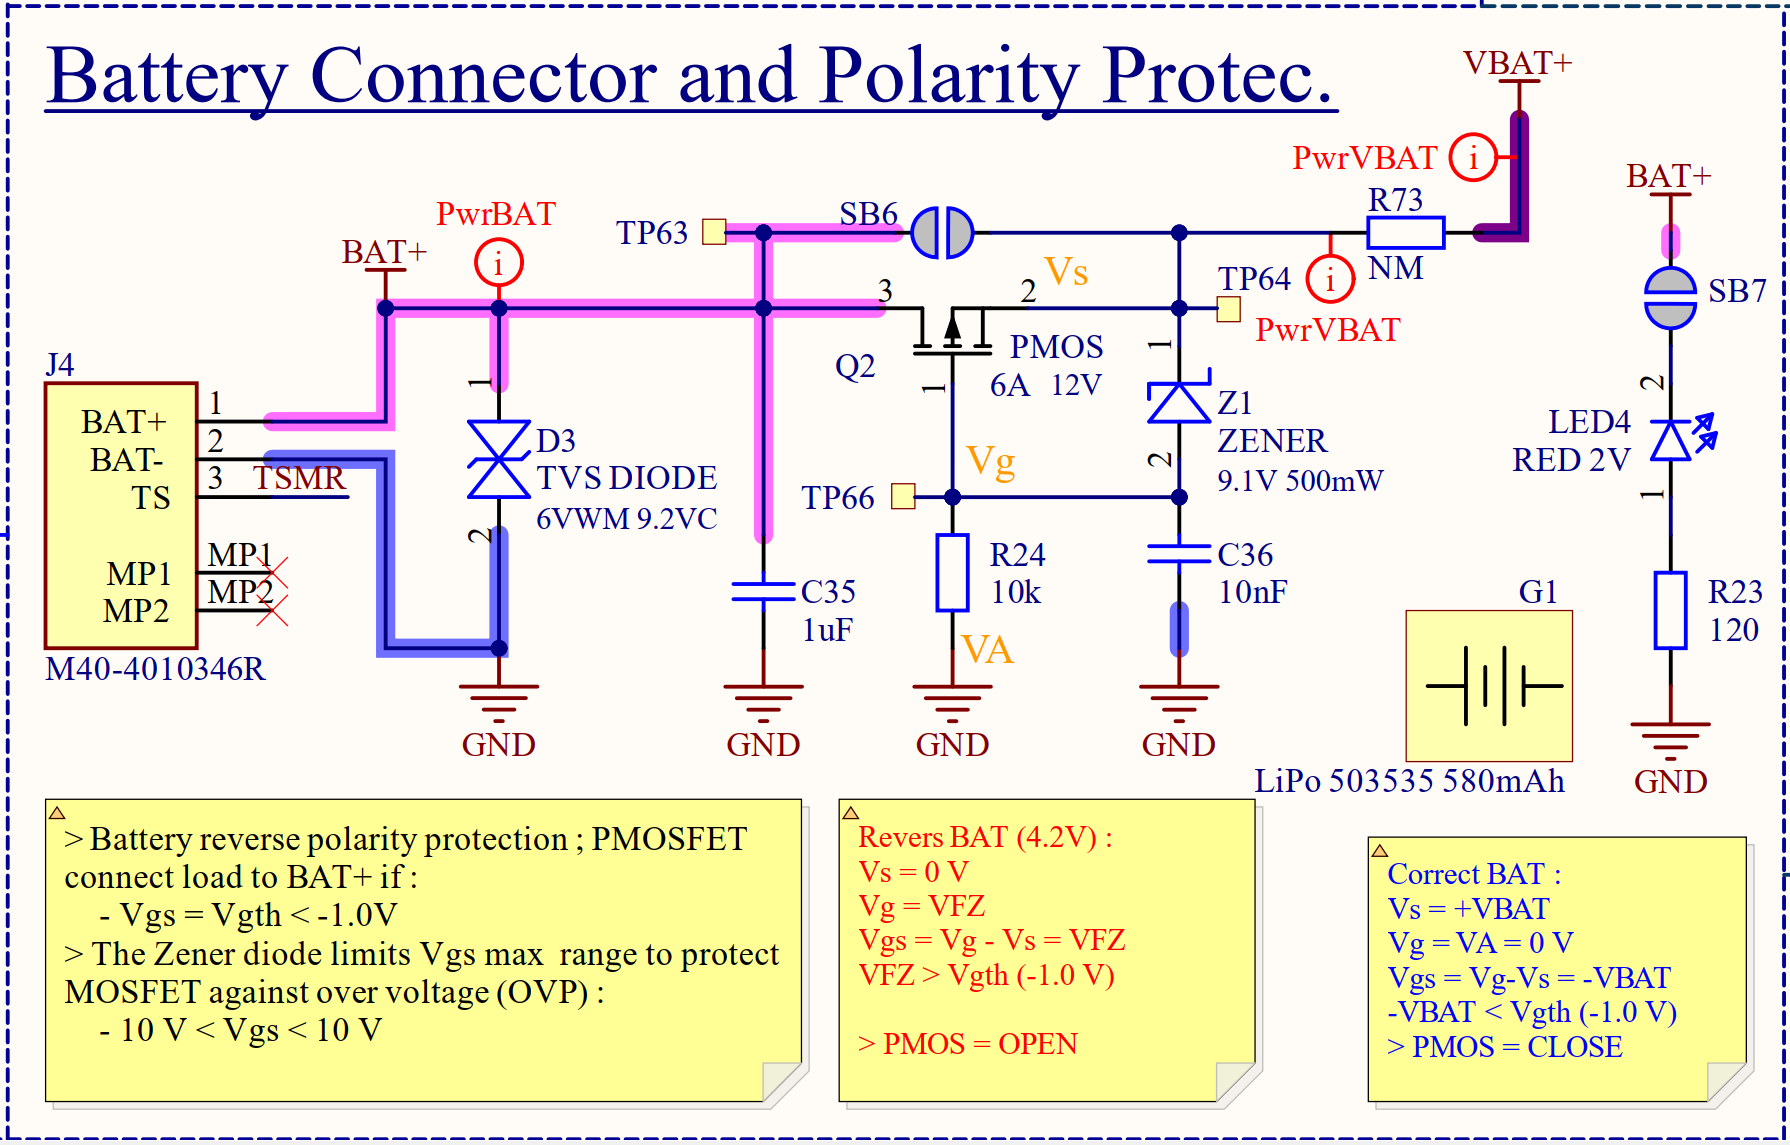 Battery Connector and Polarity Protec.
VBAT+
PwrVBAT
i
BAT+
R73
NM
PwrBAT
i
BAT+
TP63
SB6
3
2
Vs
TP64
i
PwrVBAT
SB7
J4
Q2
PMOS
6A 12V
1
1
1
BAT+
BAT-
TS
MP1
MP2
1
2
3
TSMR
MP1
MP2
M40-4010346R
D3
TVS DIODE
6VWM 9.2VC
2
Z1
ZENER
9.1V 500mW
2
2
LED4
RED 2V
1
Vg
TP66
R24
10k
VA
C35
1uF
C36
10nF
G1
LiPo 503535 580mAh
R23
120
GND
GND
GND
GND
GND
> Battery reverse polarity protection ; PMOSFET
connect load to BAT+ if :
- Vgs = Vgth < -1.0V
> The Zener diode limits Vgs max range to protect
MOSFET against over voltage (OVP) :
- 10 V < Vgs < 10 V
Revers BAT (4.2V) :
Vs = 0 V
Vg = VFZ
Vgs = Vg - Vs = VFZ
VFZ > Vgth (-1.0 V)
> PMOS = OPEN
Correct BAT :
Vs = +VBAT
Vg = VA = 0 V
Vgs = Vg-Vs = -VBAT
-VBAT < Vgth (-1.0 V)
> PMOS = CLOSE